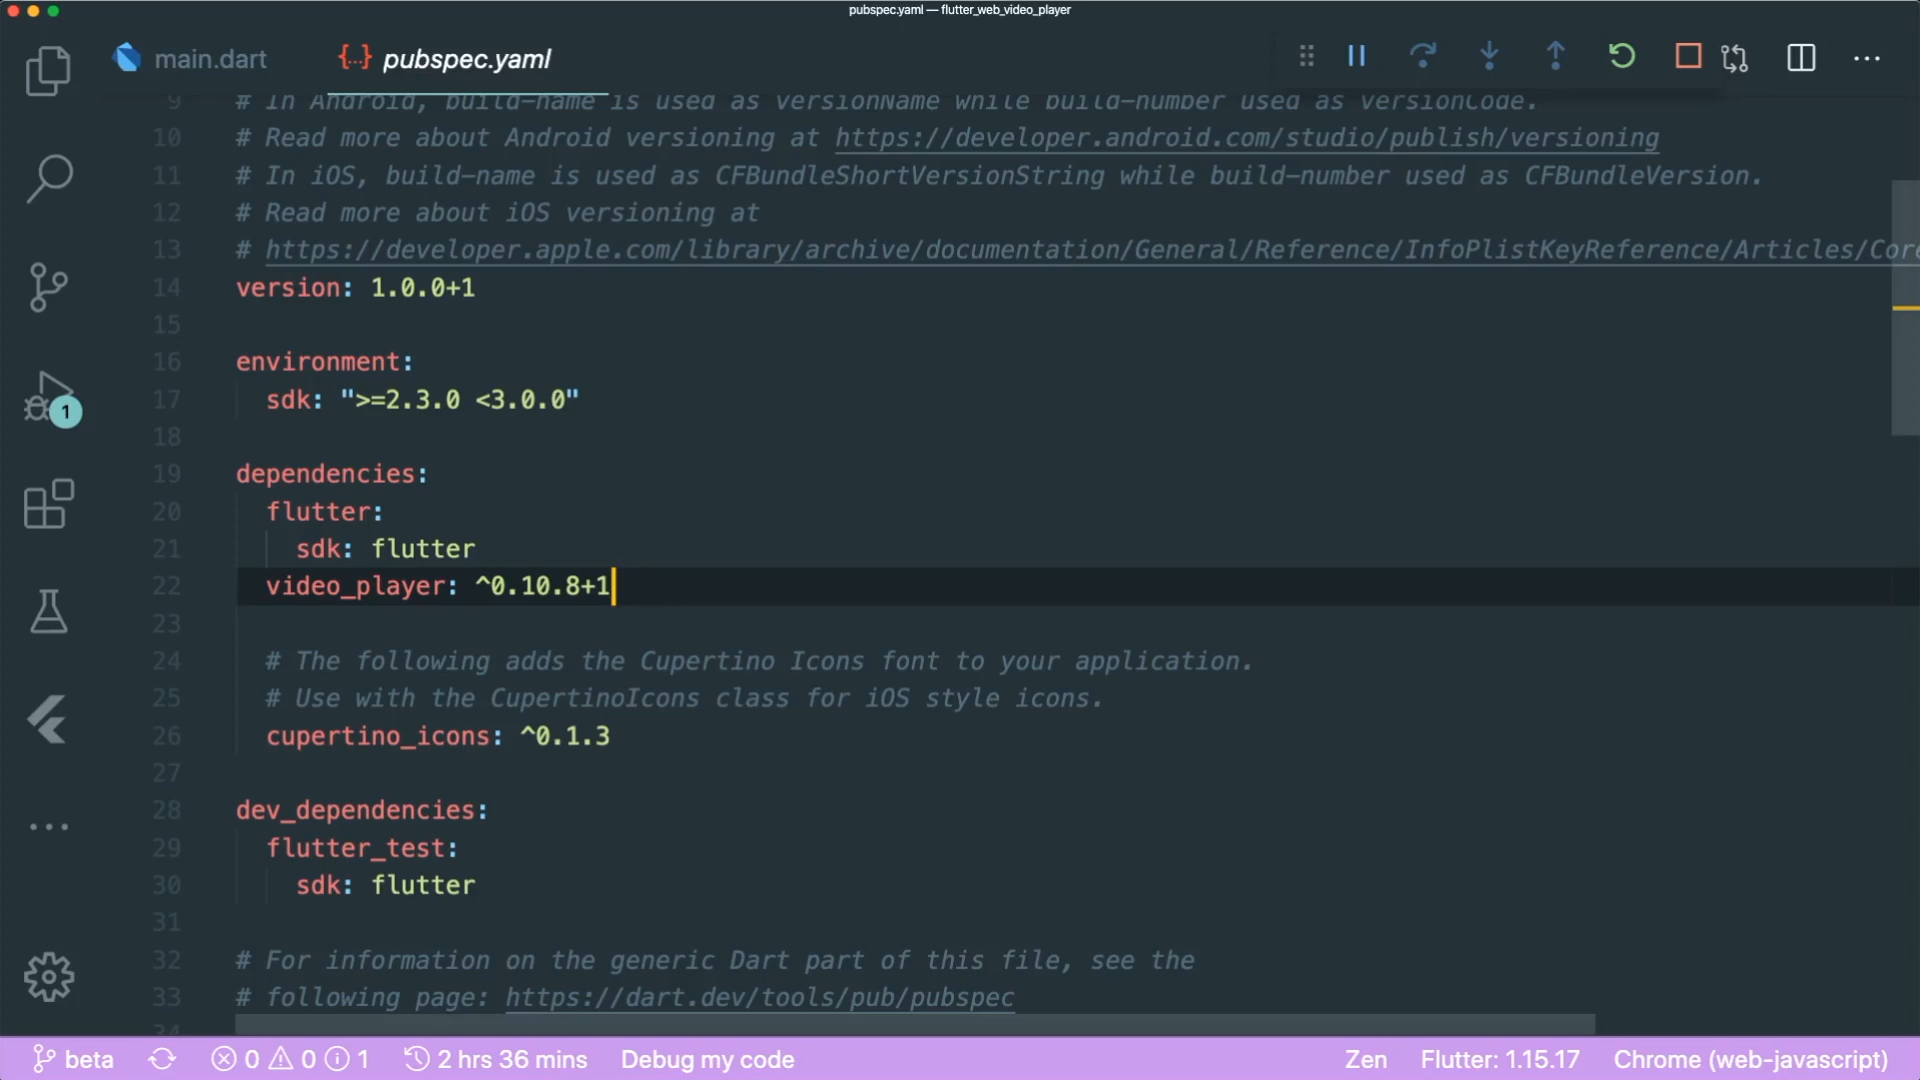 pubspec.yaml — flutter_web_video_player
main.dart
{...} pubspec.yaml
9 # In Android, build-name is used as versionName while build-number used as versionCode.
10 # Read more about Android versioning at https://developer.android.com/studio/publish/versioning
11 # In iOS, build-name is used as CFBundleShortVersionString while build-number used as CFBundleVersion.
12 # Read more about iOS versioning at
13 # https://developer.apple.com/library/archive/documentation/General/Reference/InfoPlistKeyReference/Articles/Core
14 version: 1.0.0+1
15
16 environment:
17 sdk: ">=2.3.0 <3.0.0"
18
19 dependencies:
20 flutter:
21 sdk: flutter
22 video_player: ^0.10.8+1
23
24 # The following adds the Cupertino Icons font to your application.
25 # Use with the CupertinoIcons class for iOS style icons.
26 cupertino_icons: ^0.1.3
27
28 dev_dependencies:
29 flutter_test:
30 sdk: flutter
31
32 # For information on the generic Dart part of this file, see the
33 # following page: https://dart.dev/tools/pub/pubspec
34
1
beta 0 0 1 2 hrs 36 mins Debug my code Zen Flutter: 1.15.17 Chrome (web-javascript)